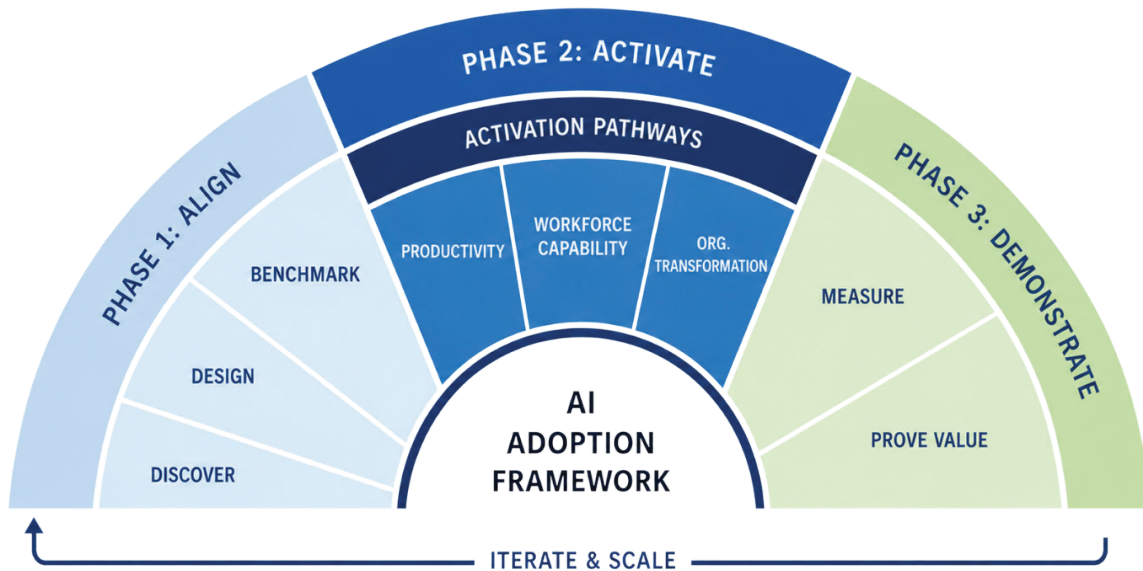 PHASE 1: ALIGN
DISCOVER
DESIGN
BENCHMARK
PHASE 2: ACTIVATE
ACTIVATION PATHWAYS
PRODUCTIVITY
WORKFORCE
CAPABILITY
ORG.
TRANSFORMATION
PHASE 3: DEMONSTRATE
MEASURE
PROVE VALUE
AI
ADOPTION
FRAMEWORK
ITERATE & SCALE